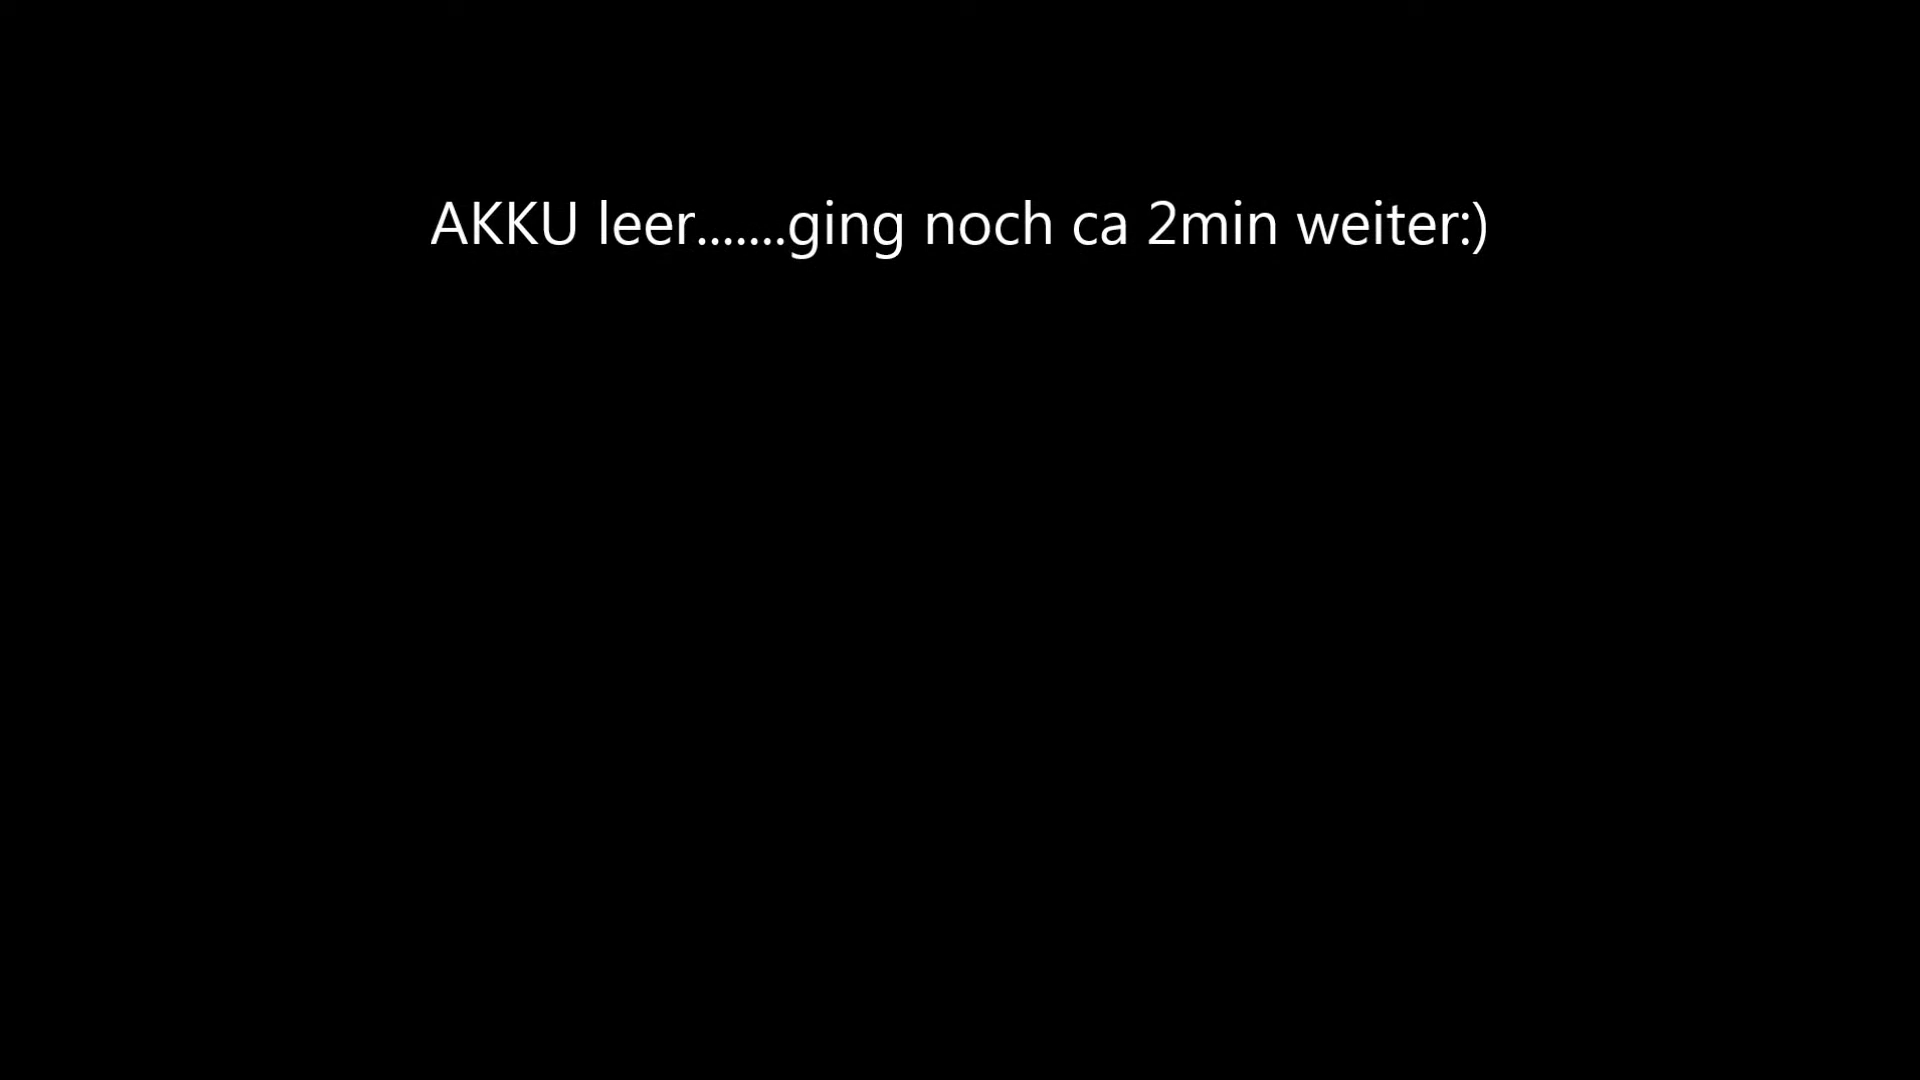 AKKU leer.......ging noch ca 2min weiter:)